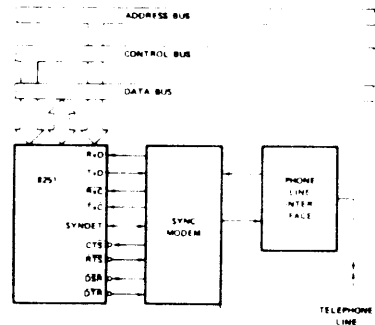 ADDRESS BUS
CONTROL BUS
DATA BUS
8251
RxD
TxD
RxC
TxC
SYNDET
CTS
RTS
DSR
DTR
SYNC
MODEM
PHONE
LINE
INTER
FACE
TELEPHONE
LINE